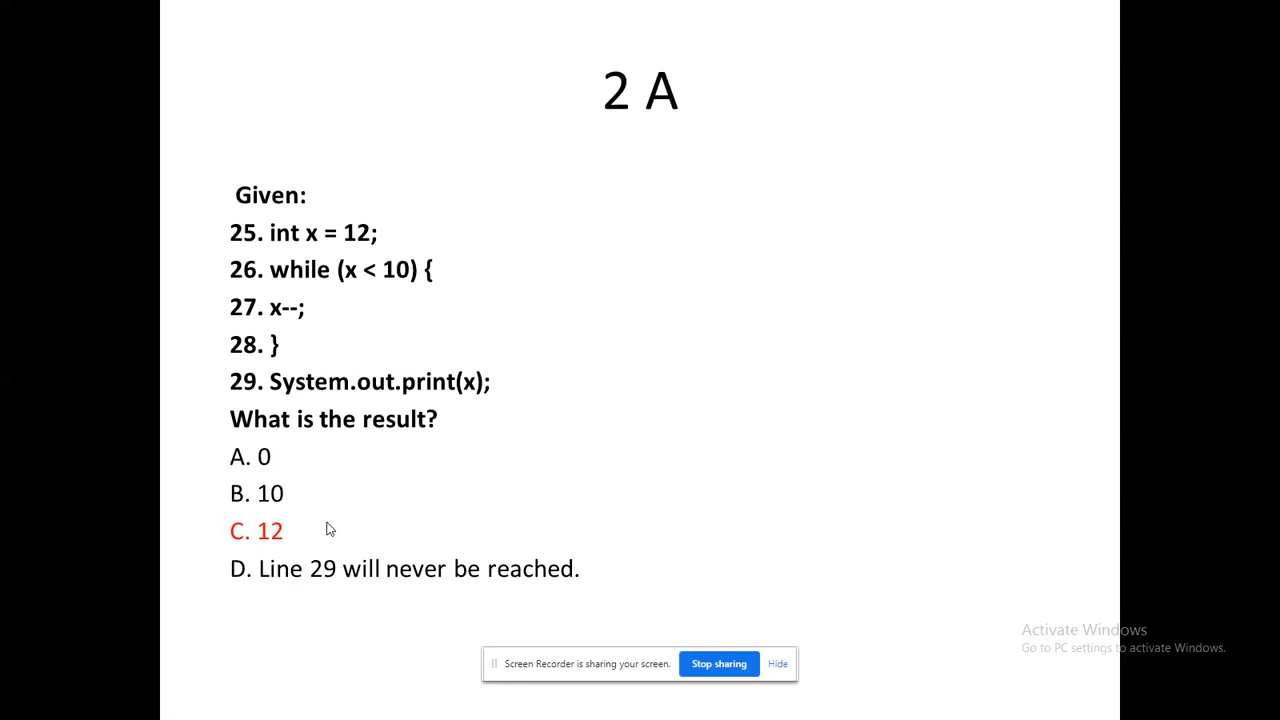 2 A
Given:
25. int x = 12;
26. while (x < 10) {
27. x--;
28. }
29. System.out.print(x);
What is the result?
A. 0
B. 10
C. 12
D. Line 29 will never be reached.
Activate Windows
Go to PC settings to activate Windows.
Screen Recorder is sharing your screen.
Stop sharing
Hide